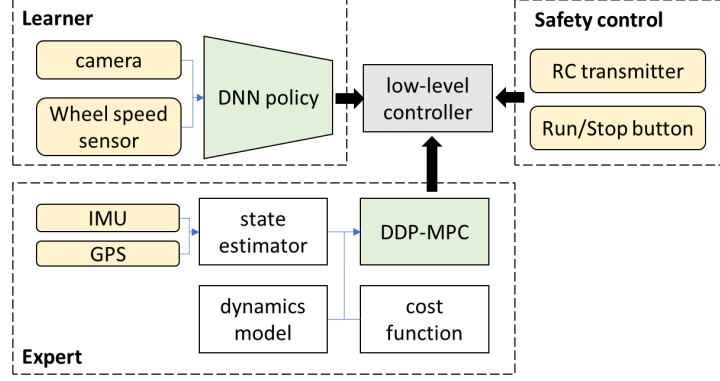 Learner
camera
Wheel speed
sensor
DNN policy
low-level
controller
Safety control
RC transmitter
Run/Stop button
IMU
GPS
state
estimator
DDP-MPC
dynamics
model
cost
function
Expert